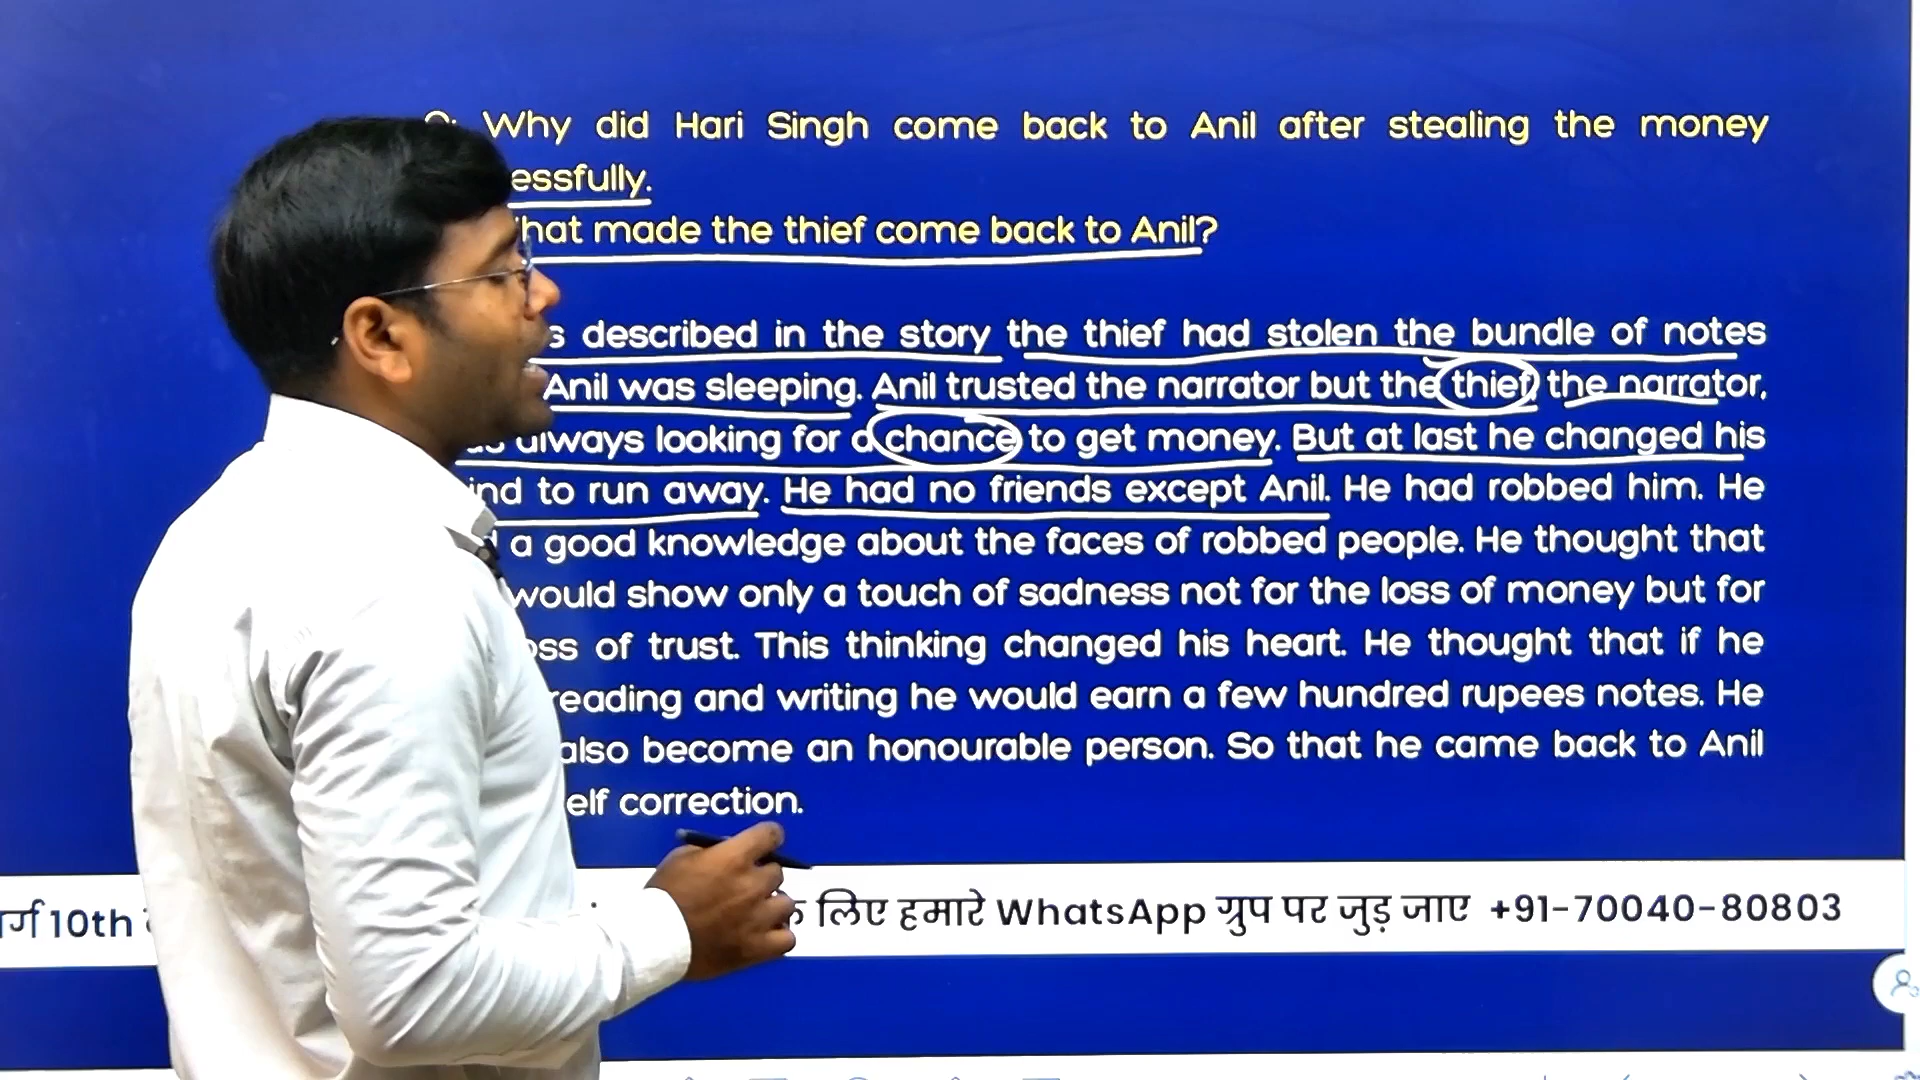 Why did Hari Singh come back to Anil after stealing the money
essfully.
hat made the thief come back to Anil?
s described in the story the thief had stolen the bundle of notes
Anil was sleeping. Anil trusted the narrator but the thief, the narrator,
always looking for a chance to get money. But at last he changed his
ind to run away. He had no friends except Anil. He had robbed him. He
a good knowledge about the faces of robbed people. He thought that
would show only a touch of sadness not for the loss of money but for
oss of trust. This thinking changed his heart. He thought that if he
reading and writing he would earn a few hundred rupees notes. He
also become an honourable person. So that he came back to Anil
elf correction.
10th लिए हमारे WhatsApp ग्रुप पर जुड़ जाए +91-70040-80803